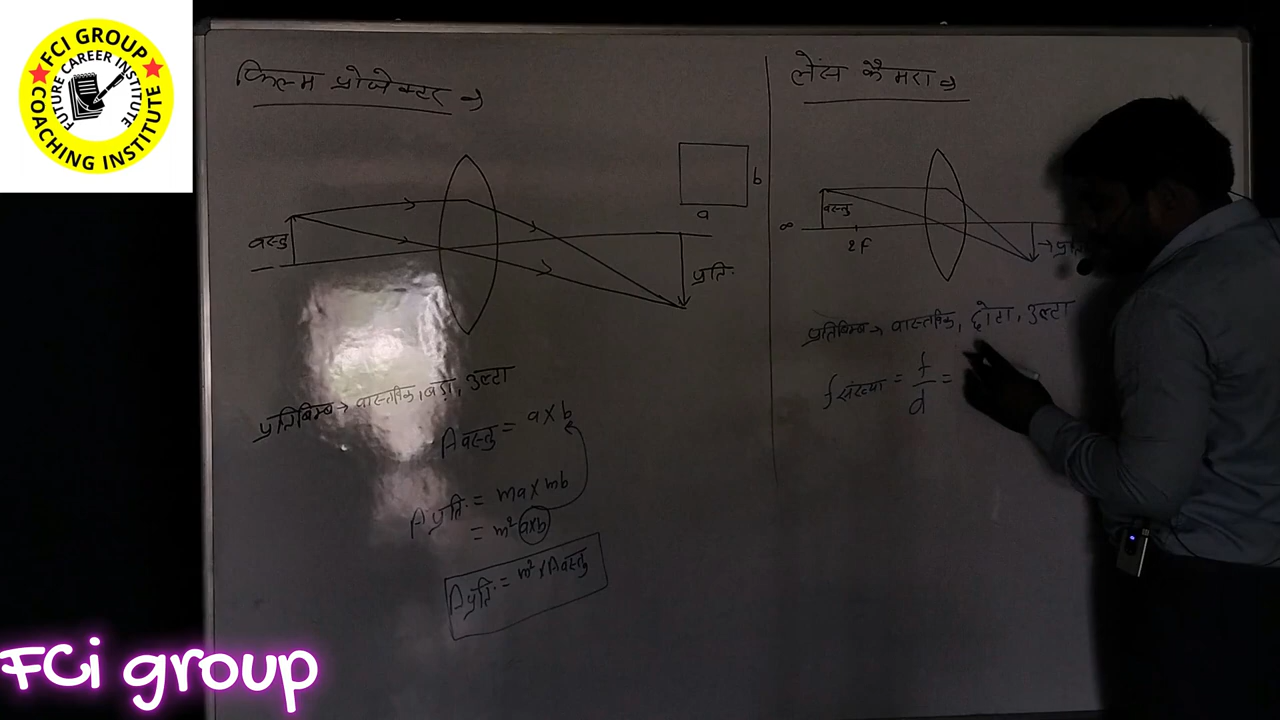 FCI GROUP
FUTURE CAREER INSTITUTE
COACHING INSTITUTE
फिल्म प्रोजेक्टर →
वस्तु
b
a
प्रति.
प्रतिबिम्ब → वास्तविक, बड़ा, उल्टा
A वस्तु = a x b
A प्रति. = ma x mb
= m² (axb)
A प्रति. = m² x A वस्तु
लेंस कैमरा ⇒
वस्तु
∞
2F
→ प्रति
प्रतिबिम्ब → वास्तविक, छोटा, उल्टा
f संख्या = f/d =
FCi group